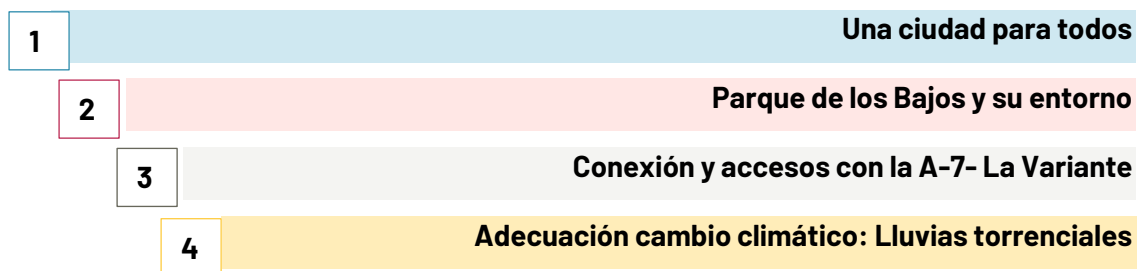 1 Una ciudad para todos
2 Parque de los Bajos y su entorno
3 Conexión y accesos con la A-7- La Variante
4 Adecuación cambio climático: Lluvias torrenciales